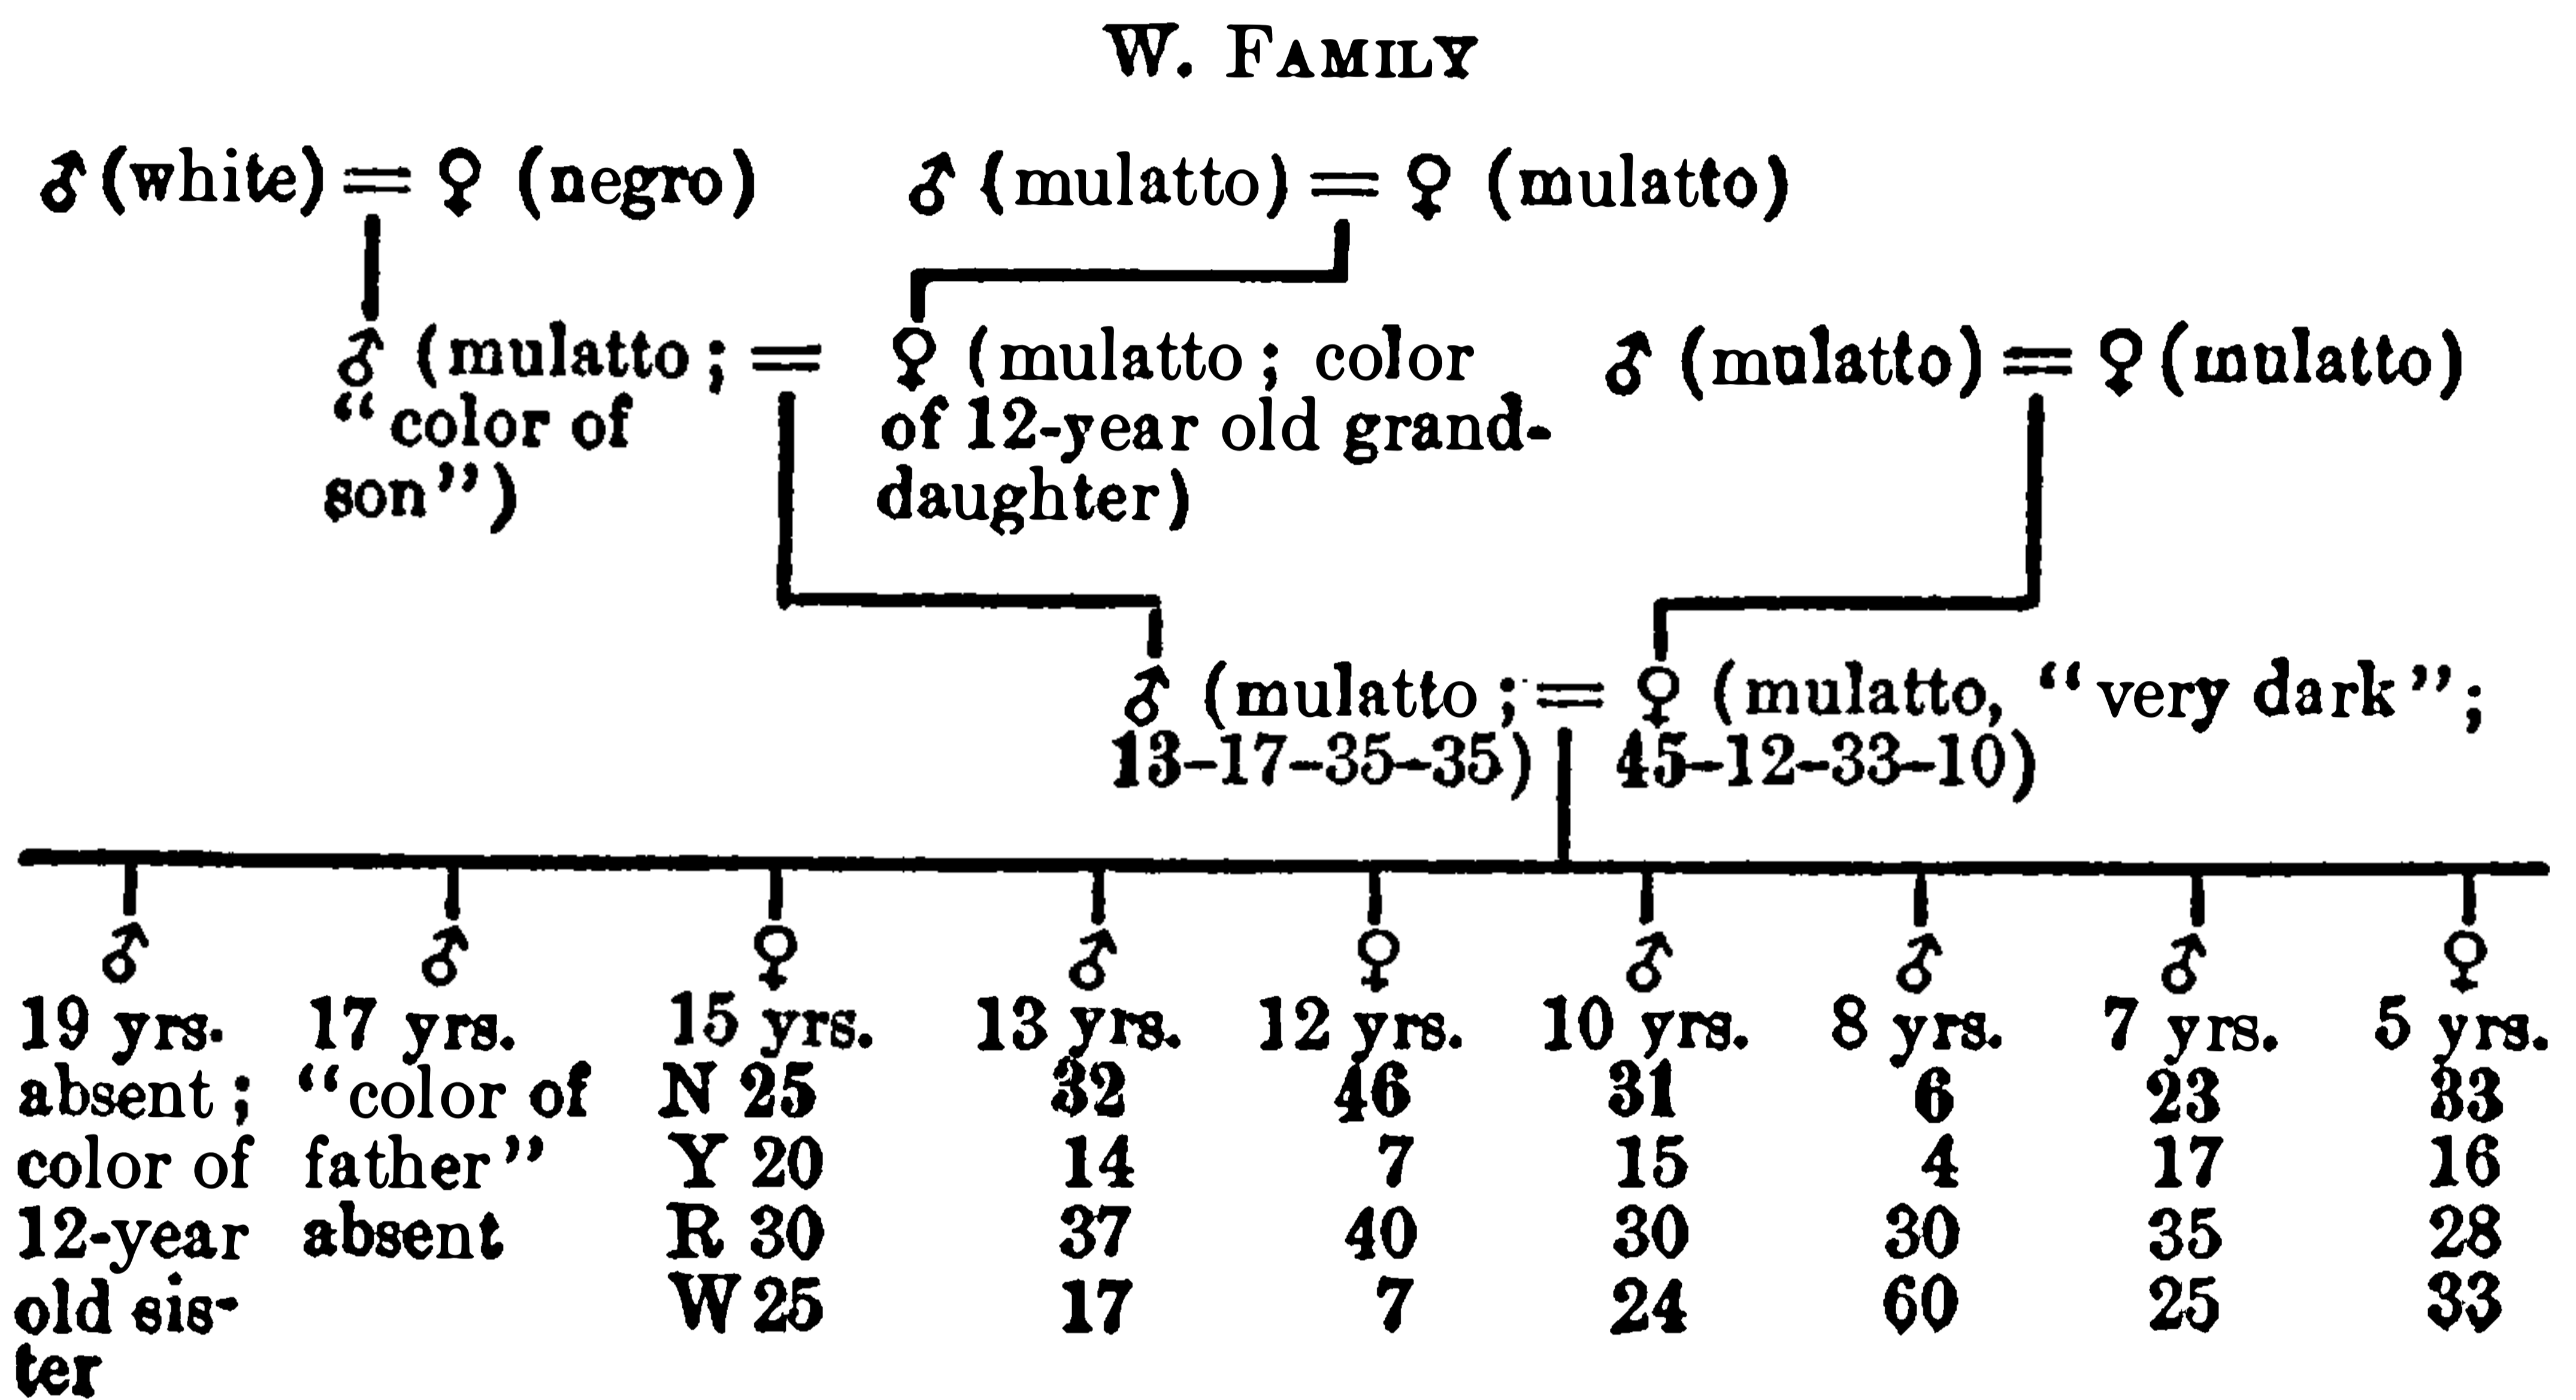 W. FAMILY
♂ (white) = ♀ (negro) ♂ (mulatto) = ♀ (mulatto)
♂ (mulatto; = ♀ (mulatto; color ♂ (mulatto) = ♀ (mulatto)
“color of of 12-year old grand-
son”) daughter)
♂ (mulatto; = ♀ (mulatto, “very dark”;
13–17–35–35) 45–12–33–10)
♂ ♂ ♀ ♂ ♀ ♂ ♂ ♂ ♀
19 yrs. 17 yrs. 15 yrs. 13 yrs. 12 yrs. 10 yrs. 8 yrs. 7 yrs. 5 yrs.
absent; “color of N 25 32 46 31 6 23 33
color of father” Y 20 14 7 15 4 17 16
12-year absent R 30 37 40 30 30 35 28
old sis- W 25 17 7 24 60 25 33
ter